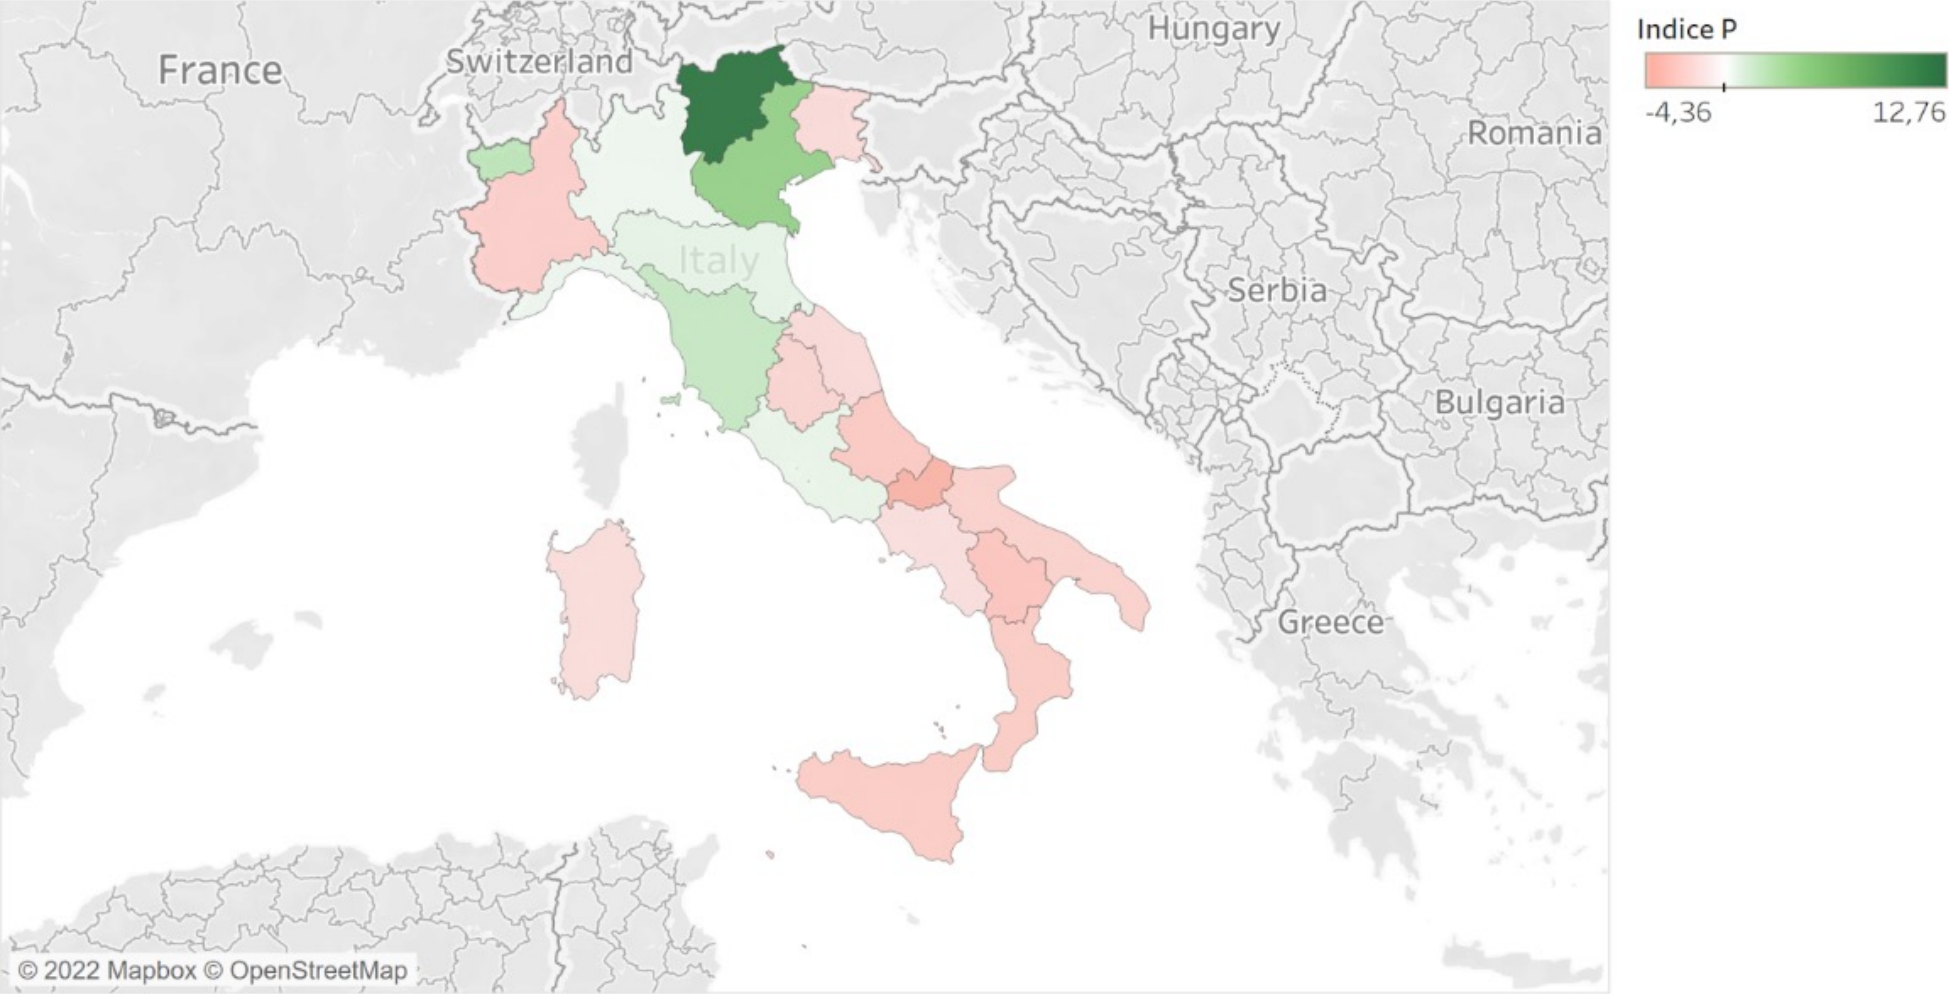 Indice P
-4,36 12,76
Hungary
Switzerland
France
Romania
Italy
Serbia
Bulgaria
Greece
© 2022 Mapbox © OpenStreetMap